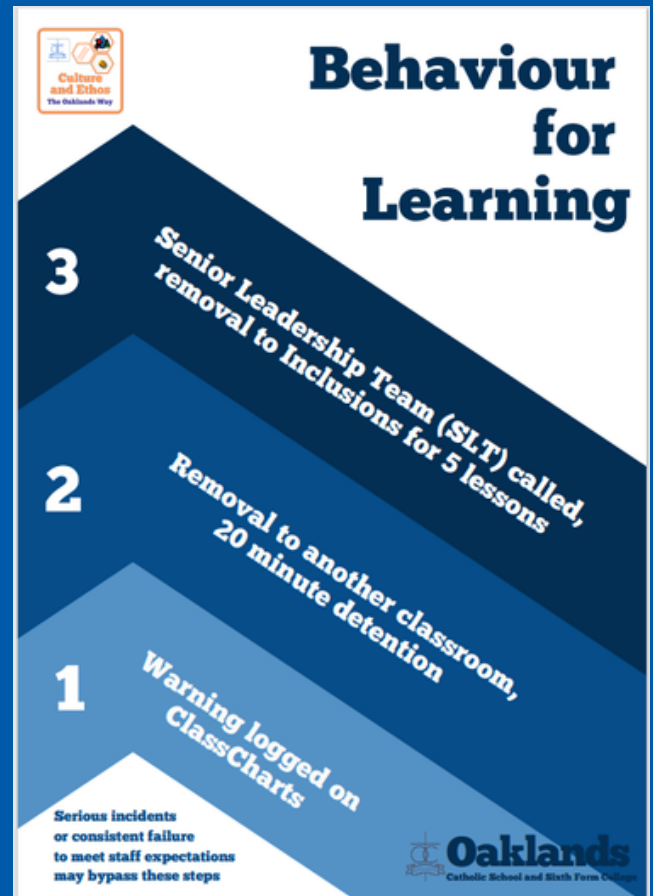 Culture
and Ethos
The Oaklands Way
Behaviour
for
Learning
3
Senior Leadership Team (SLT) called,
removal to Inclusions for 5 lessons
2
Removal to another classroom,
20 minute detention
1
Warning logged on
ClassCharts
Serious incidents
or consistent failure
to meet staff expectations
may bypass these steps
Oaklands
Catholic School and Sixth Form College